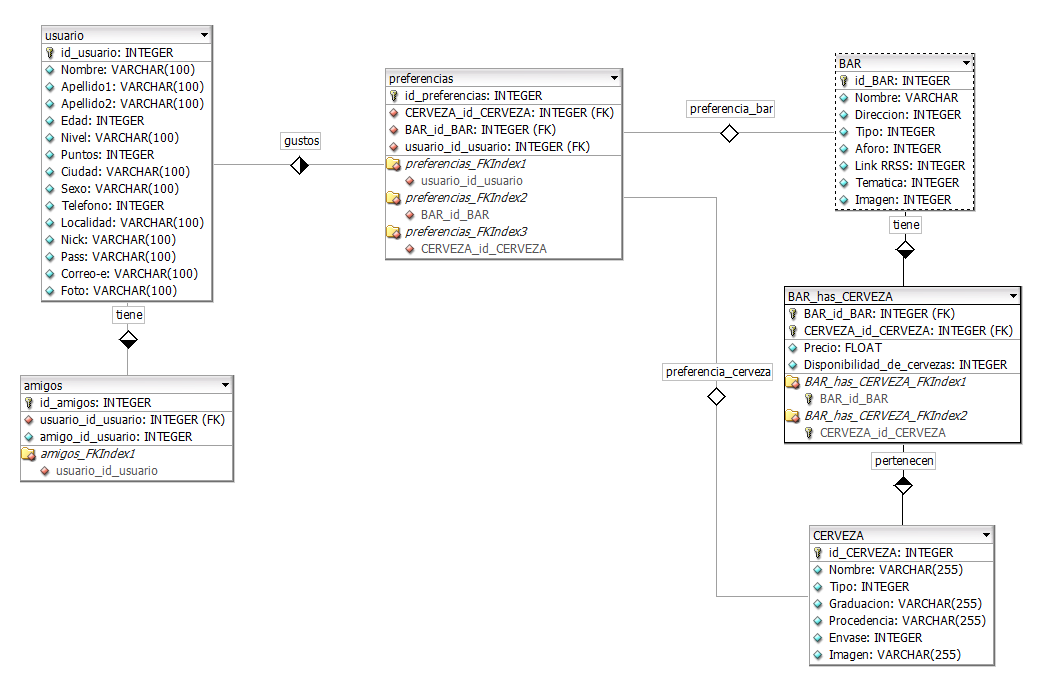 usuario
id_usuario: INTEGER
Nombre: VARCHAR(100)
Apellido1: VARCHAR(100)
Apellido2: VARCHAR(100)
Edad: INTEGER
Nivel: VARCHAR(100)
Puntos: INTEGER
Ciudad: VARCHAR(100)
Sexo: VARCHAR(100)
Telefono: INTEGER
Localidad: VARCHAR(100)
Nick: VARCHAR(100)
Pass: VARCHAR(100)
Correo-e: VARCHAR(100)
Foto: VARCHAR(100)
tiene
amigos
id_amigos: INTEGER
usuario_id_usuario: INTEGER (FK)
amigo_id_usuario: INTEGER
amigos_FKIndex1
usuario_id_usuario
gustos
preferencias
id_preferencias: INTEGER
CERVEZA_id_CERVEZA: INTEGER (FK)
BAR_id_BAR: INTEGER (FK)
usuario_id_usuario: INTEGER (FK)
preferencias_FKIndex1
usuario_id_usuario
preferencias_FKIndex2
BAR_id_BAR
preferencias_FKIndex3
CERVEZA_id_CERVEZA
preferencia_bar
preferencia_cerveza
BAR
id_BAR: INTEGER
Nombre: VARCHAR
Direccion: INTEGER
Tipo: INTEGER
Aforo: INTEGER
Link RRSS: INTEGER
Tematica: INTEGER
Imagen: INTEGER
tiene
BAR_has_CERVEZA
BAR_id_BAR: INTEGER (FK)
CERVEZA_id_CERVEZA: INTEGER (FK)
Precio: FLOAT
Disponibilidad_de_cervezas: INTEGER
BAR_has_CERVEZA_FKIndex1
BAR_id_BAR
BAR_has_CERVEZA_FKIndex2
CERVEZA_id_CERVEZA
pertenecen
CERVEZA
id_CERVEZA: INTEGER
Nombre: VARCHAR(255)
Tipo: INTEGER
Graduacion: VARCHAR(255)
Procedencia: VARCHAR(255)
Envase: INTEGER
Imagen: VARCHAR(255)